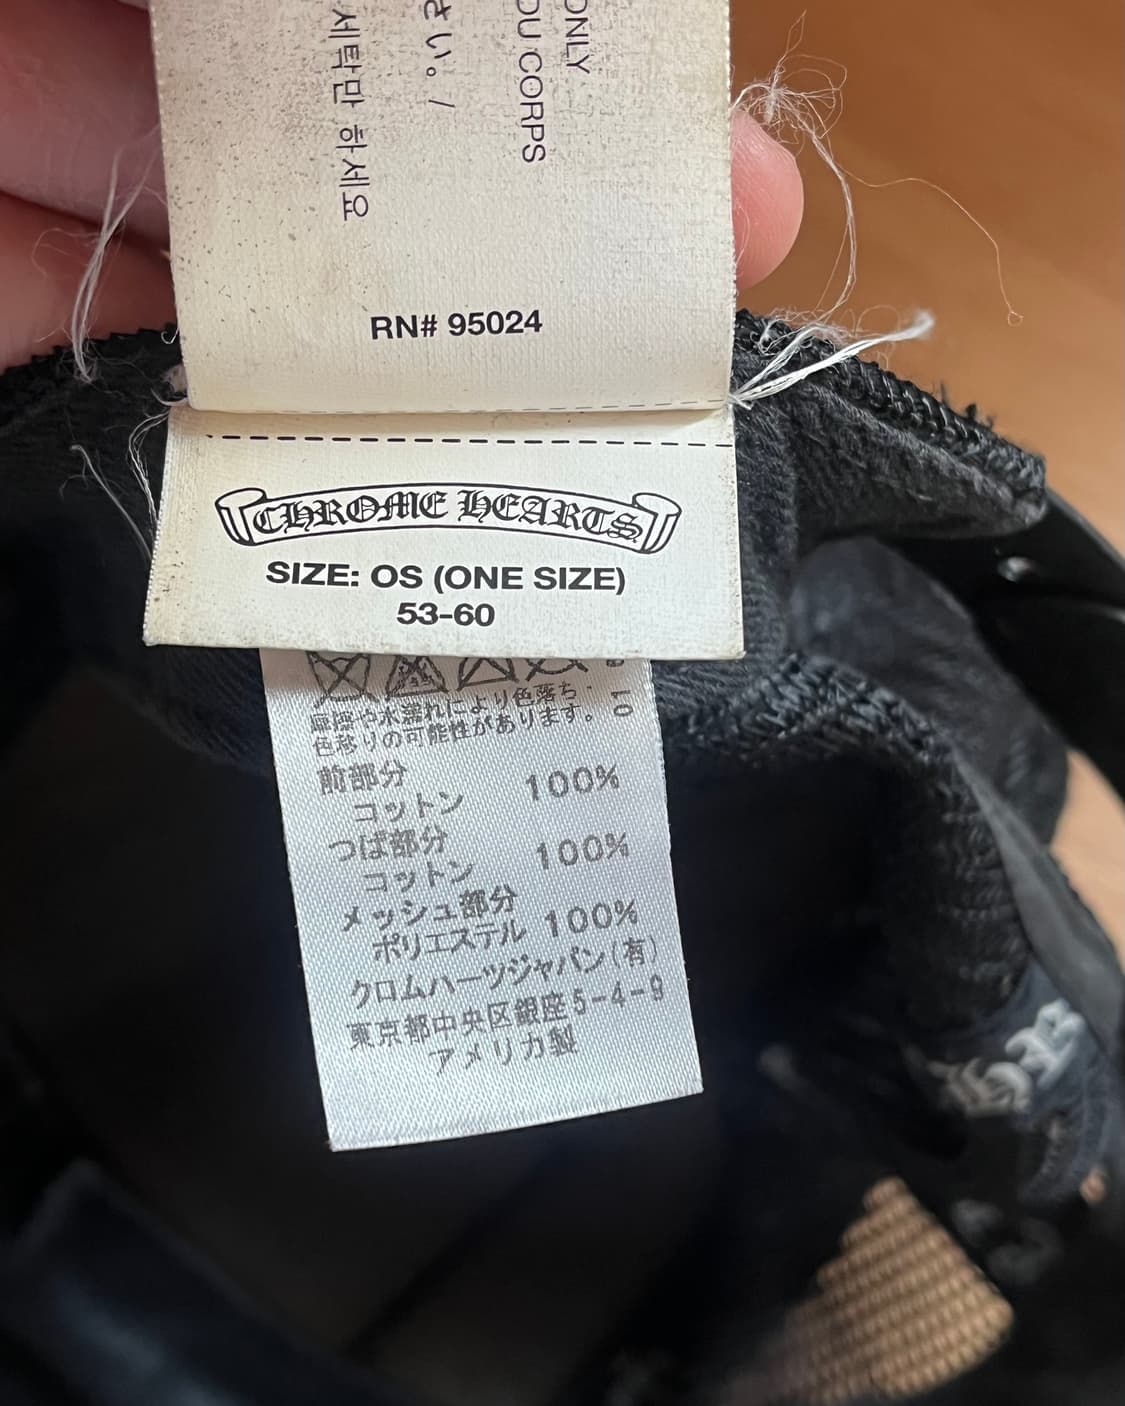 ONLY
DU CORPS
さい。/
세탁만 하세요
RN# 95024
CHROME HEARTS
SIZE: OS (ONE SIZE)
53-60
摩擦や水濡れにより色落ち・
色移りの可能性があります。
01
前部分
コットン 100%
つば部分
コットン 100%
メッシュ部分
ポリエステル 100%
クロムハーツジャパン(有)
東京都中央区銀座5-4-9
アメリカ製